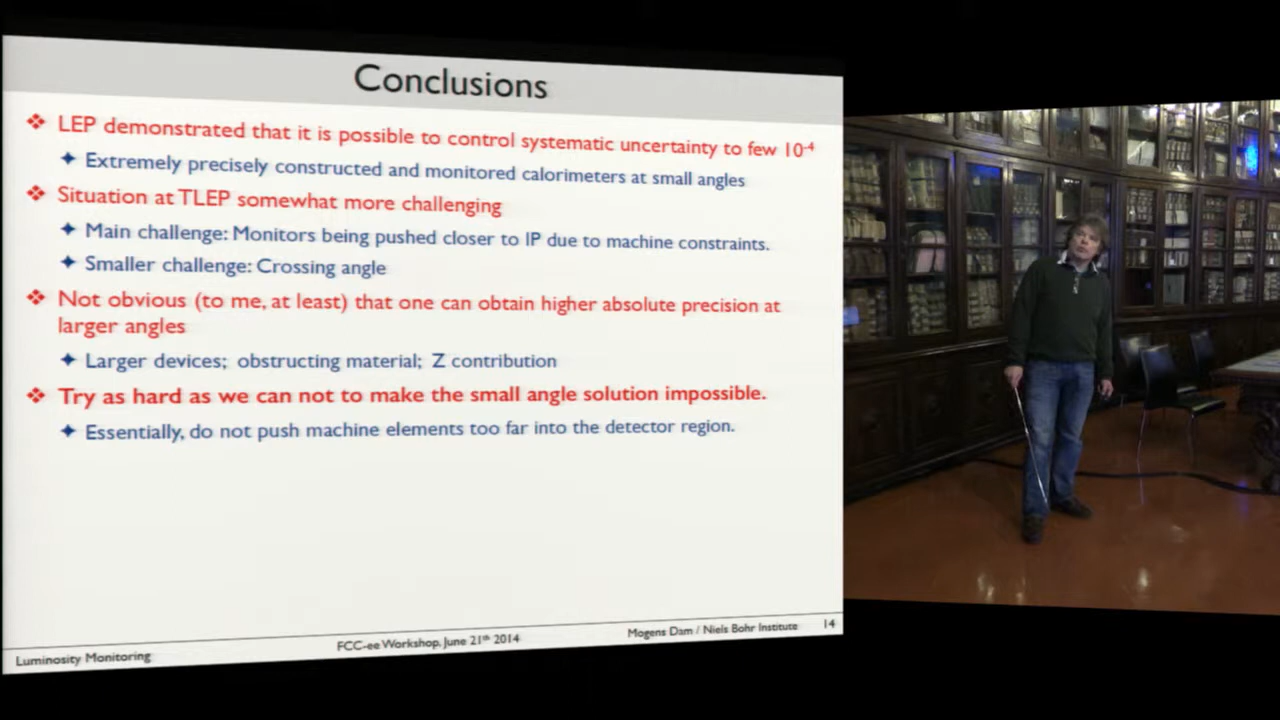 Conclusions
❖ LEP demonstrated that it is possible to control systematic uncertainty to few 10⁻⁴
✦ Extremely precisely constructed and monitored calorimeters at small angles
❖ Situation at TLEP somewhat more challenging
✦ Main challenge: Monitors being pushed closer to IP due to machine constraints.
✦ Smaller challenge: Crossing angle
❖ Not obvious (to me, at least) that one can obtain higher absolute precision at
larger angles
✦ Larger devices; obstructing material; Z contribution
❖ Try as hard as we can not to make the small angle solution impossible.
✦ Essentially, do not push machine elements too far into the detector region.
Luminosity Monitoring
FCC-ee Workshop, June 21ˢᵗ 2014
Mogens Dam / Niels Bohr Institute
14